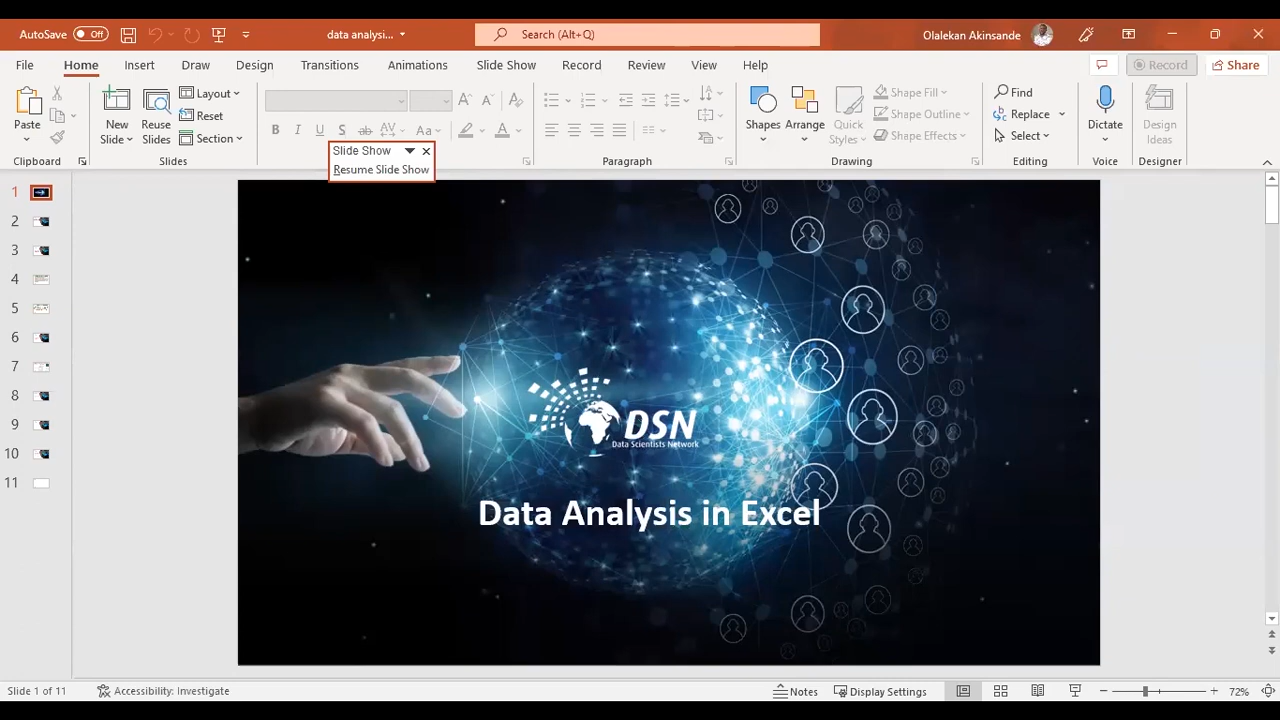 AutoSave Off data analysi... Search (Alt+Q) Olalekan Akinsande
File Home Insert Draw Design Transitions Animations Slide Show Record Review View Help Record Share
Paste New Slide Reuse Slides Layout Reset Section
B I U S ab AV Aa A
Shapes Arrange Quick Styles Shape Fill Shape Outline Shape Effects
Find Replace Select Dictate Design Ideas
Clipboard Slides Paragraph Drawing Editing Voice Designer
Slide Show
Resume Slide Show
1
2
3
4
5
6
7
8
9
10
11
DSN
Data Scientists Network
Data Analysis in Excel
Slide 1 of 11 Accessibility: Investigate Notes Display Settings 72%